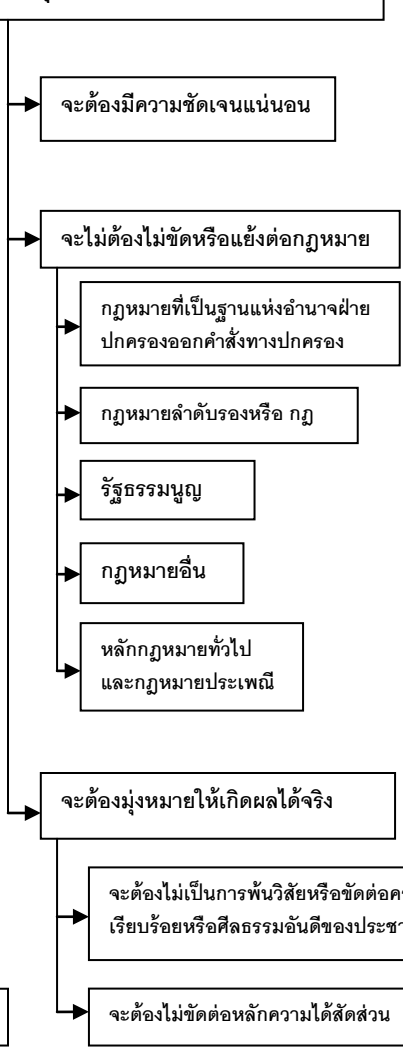 จะต้องมีความชัดเจนแน่นอน
จะไม่ต้องไม่ขัดหรือแย้งต่อกฎหมาย
กฎหมายที่เป็นฐานแห่งอำนาจฝ่าย
ปกครองออกคำสั่งทางปกครอง
กฎหมายลำดับรองหรือ กฎ
รัฐธรรมนูญ
กฎหมายอื่น
หลักกฎหมายทั่วไป
และกฎหมายประเพณี
จะต้องมุ่งหมายให้เกิดผลได้จริง
จะต้องไม่เป็นการพ้นวิสัยหรือขัดต่อ
เรียบร้อยหรือศีลธรรมอันดีของ
จะต้องไม่ขัดต่อหลักความได้สัดส่วน